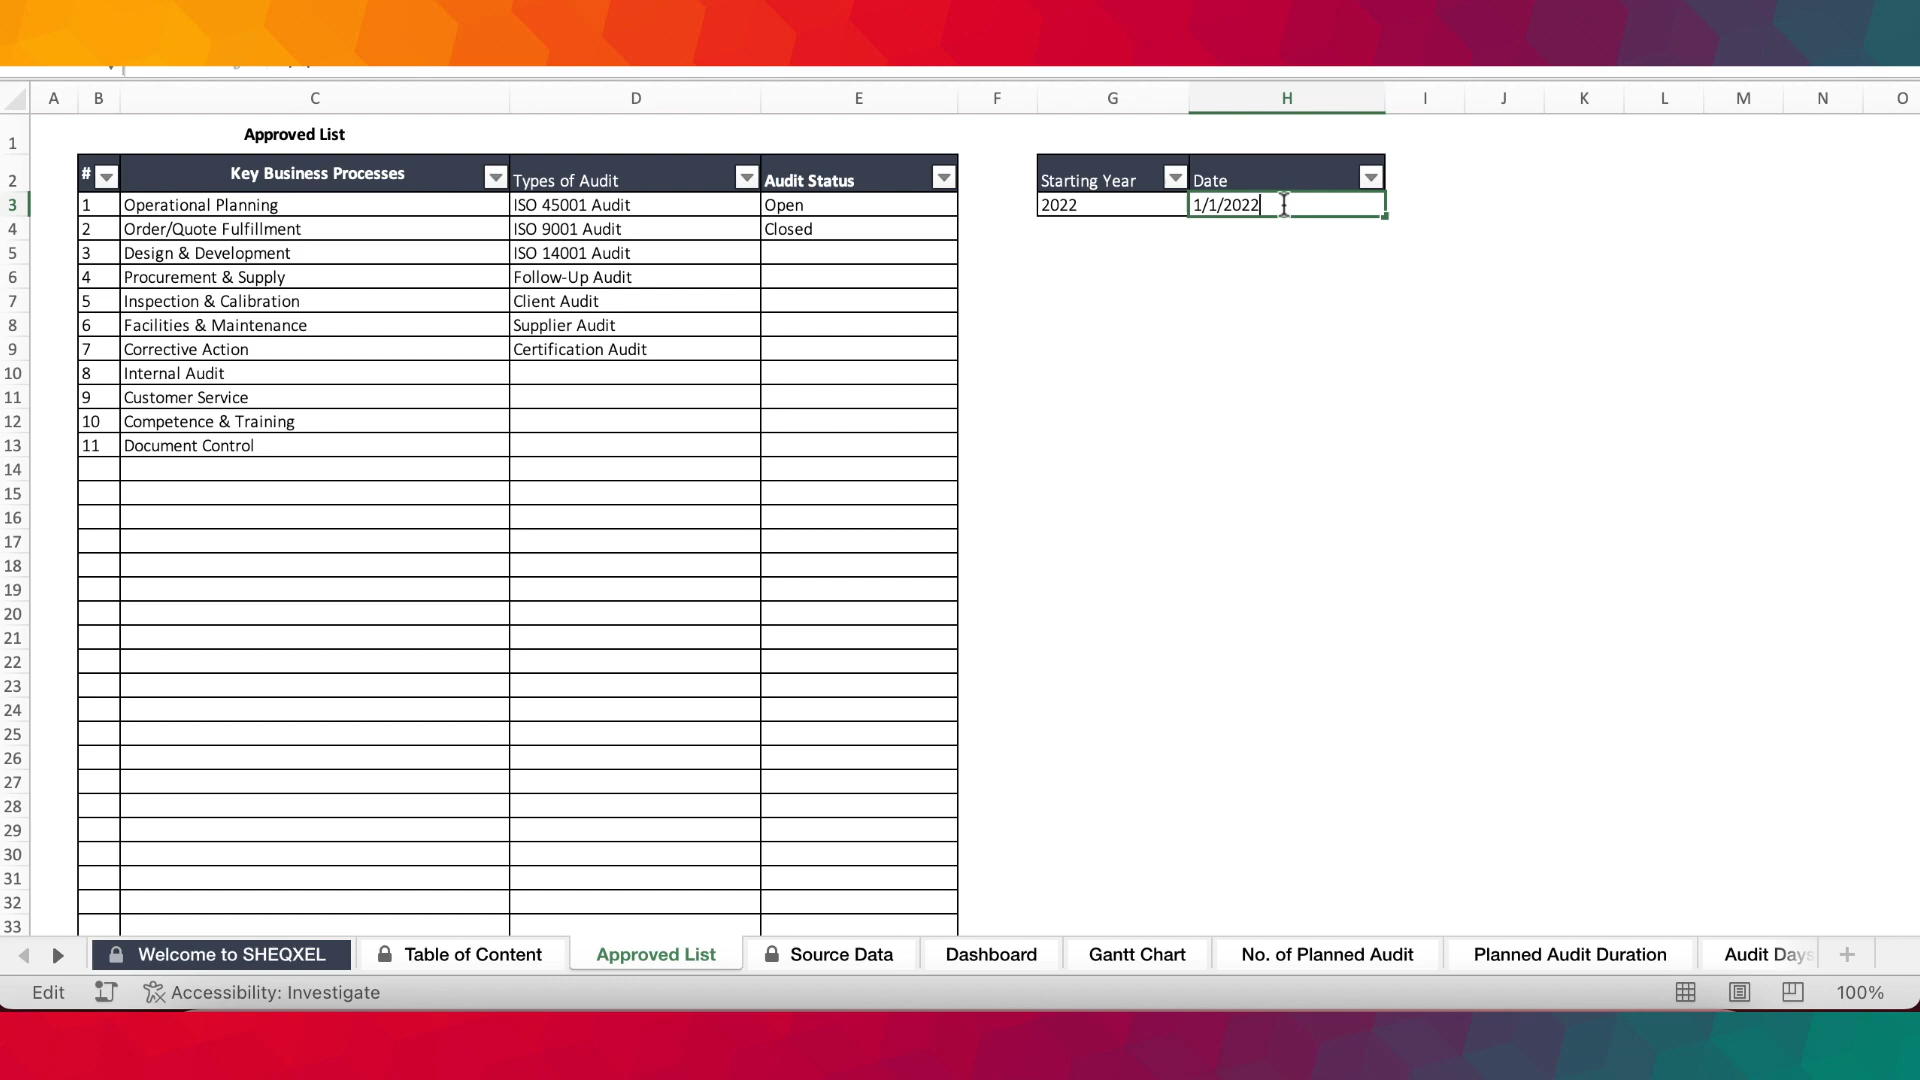 A B C D E F G H I J K L M N O
1 Approved List
2 # Key Business Processes Types of Audit Audit Status Starting Year Date
3 1 Operational Planning ISO 45001 Audit Open 2022 1/1/2022
4 2 Order/Quote Fulfillment ISO 9001 Audit Closed
5 3 Design & Development ISO 14001 Audit
6 4 Procurement & Supply Follow-Up Audit
7 5 Inspection & Calibration Client Audit
8 6 Facilities & Maintenance Supplier Audit
9 7 Corrective Action Certification Audit
10 8 Internal Audit
11 9 Customer Service
12 10 Competence & Training
13 11 Document Control
14
15
16
17
18
19
20
21
22
23
24
25
26
27
28
29
30
31
32
33
Welcome to SHEQXEL Table of Content Approved List Source Data Dashboard Gantt Chart No. of Planned Audit Planned Audit Duration Audit Days
Edit Accessibility: Investigate 100%